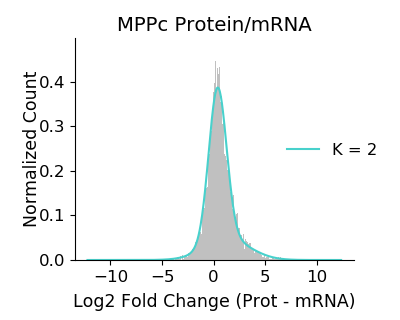 MPPc Protein/mRNA
Normalized Count
0.4
0.3
0.2
0.1
0.0
K = 2
−10
−5
0
5
10
Log2 Fold Change (Prot - mRNA)